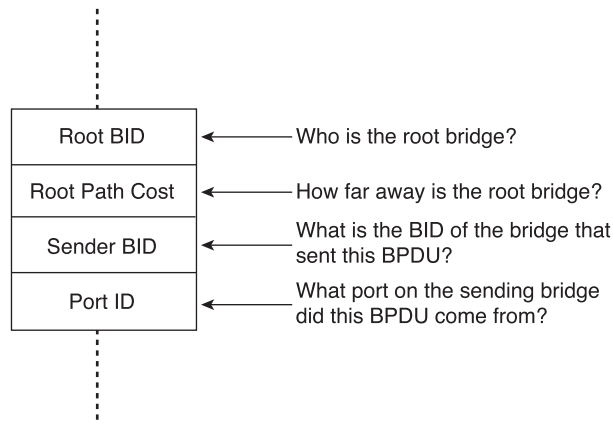 Root BID
Who is the root bridge?
Root Path Cost
How far away is the root bridge?
Sender BID
What is the BID of the bridge that
sent this BPDU?
Port ID
What port on the sending bridge
did this BPDU come from?